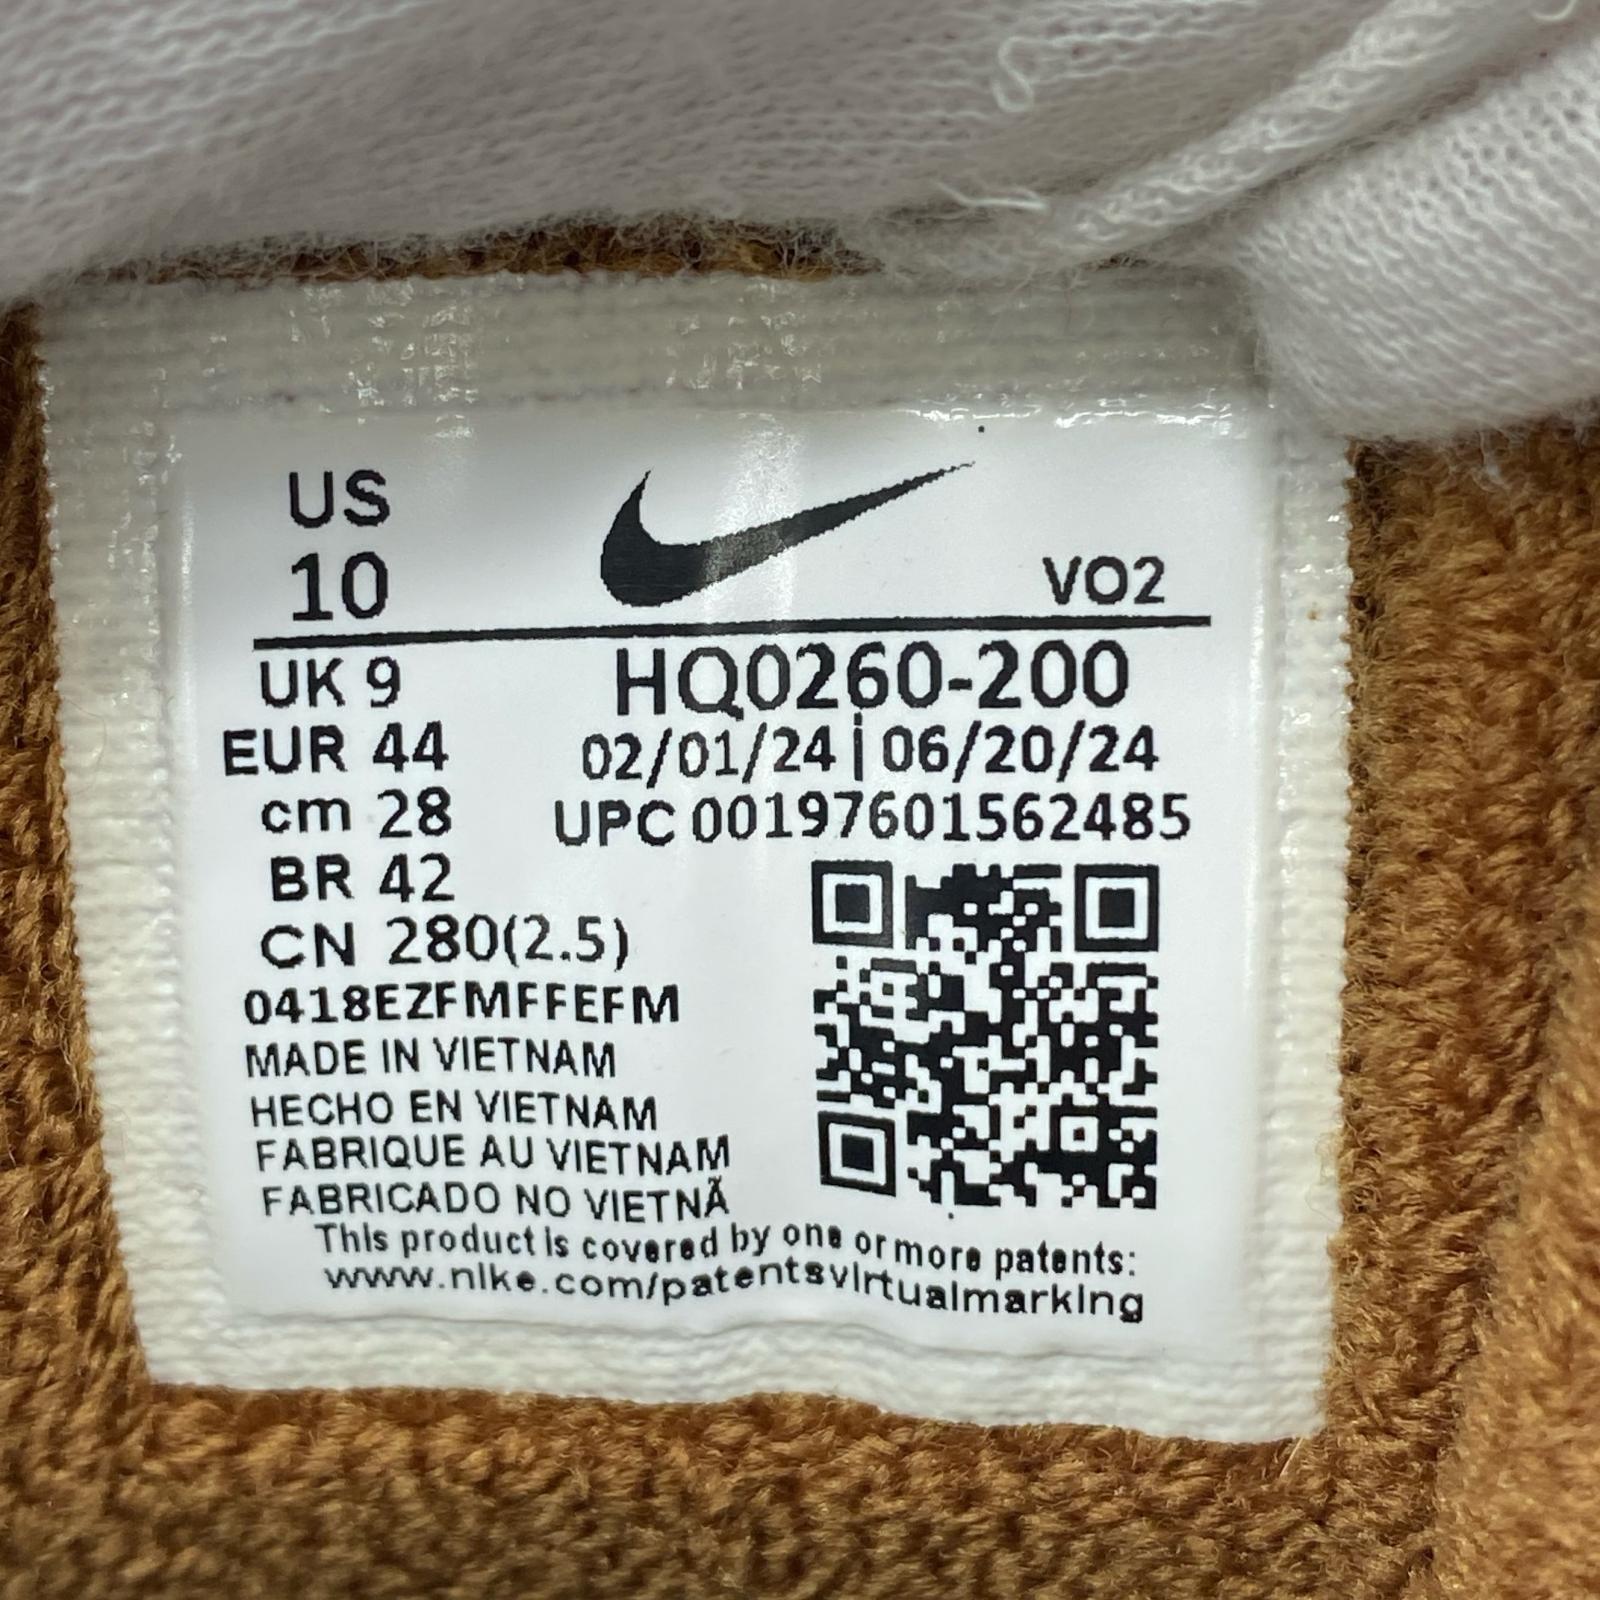 US
10
VO2
UK 9
HQ0260-200
EUR 44
02/01/24 | 06/20/24
cm 28
UPC 00197601562485
BR 42
CN 280(2.5)
0418EZFMFFEFM
MADE IN VIETNAM
HECHO EN VIETNAM
FABRIQUE AU VIETNAM
FABRICADO NO VIETNÃ
This product is covered by one or more patents:
www.nike.com/patentsvirtualmarking